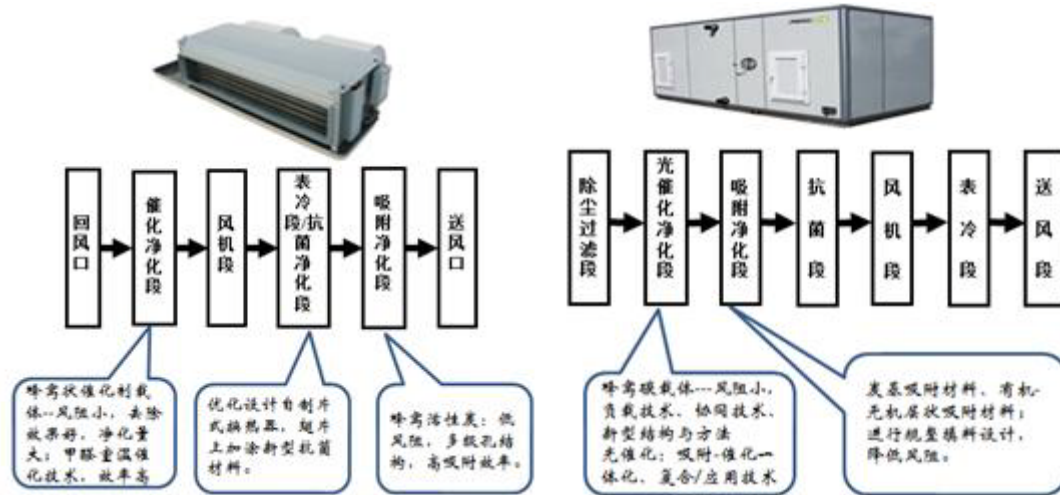 回风口
催化净化段
风机段
表冷
段/抗
菌净化段
吸附净化段
送风口
除尘过滤段
光催化净化段
吸附净化段
抗菌段
风机段
表冷段
送风段
蜂窝状催化剂载
体--风阻小，去除
效果好，净化量
大；甲醛室温催
化技术，效率高
优化设计自制片
式换热器，翅片
上加涂新型抗菌
材料。
蜂窝活性炭：低
风阻，多级孔结
构，高吸附效率。
蜂窝碳载体---风阻小，
负载技术、协同技术、
新型结构与方法
光催化；吸附-催化一
体化、复合/应用技术
炭基吸附材料、有机-
无机层状吸附材料；
进行规整填料设计，
降低风阻。